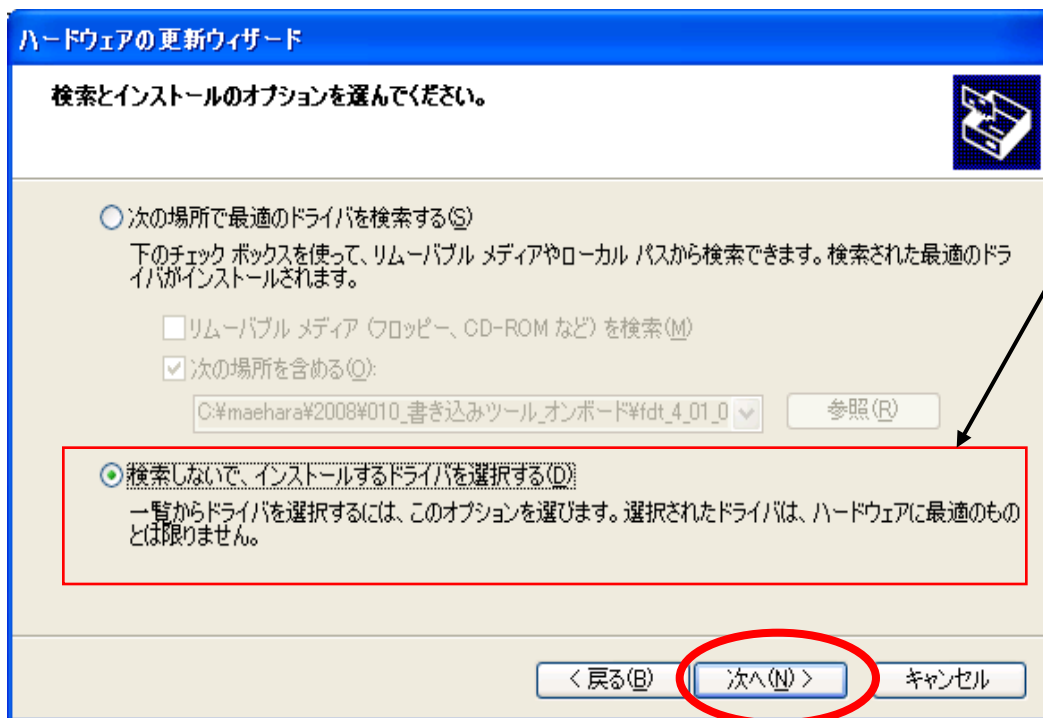 ハードウェアの更新ウィザード
検索とインストールのオプションを選んでください。
次の場所で最適のドライバを検索する(S)
下のチェック ボックスを使って、リムーバブル メディアやローカル パスから検索できます。検索された最適のドラ
イバがインストールされます。
リムーバブル メディア (フロッピー、CD-ROM など) を検索(M)
次の場所を含める(O):
C:¥maehara¥2008¥010_書き込みツール_オンボード¥fdt_4_01_0
参照(R)
検索しないで、インストールするドライバを選択する(D)
一覧からドライバを選択するには、このオプションを選びます。選択されたドライバは、ハードウェアに最適のもの
とは限りません。
< 戻る(B) 次へ(N) > キャンセル